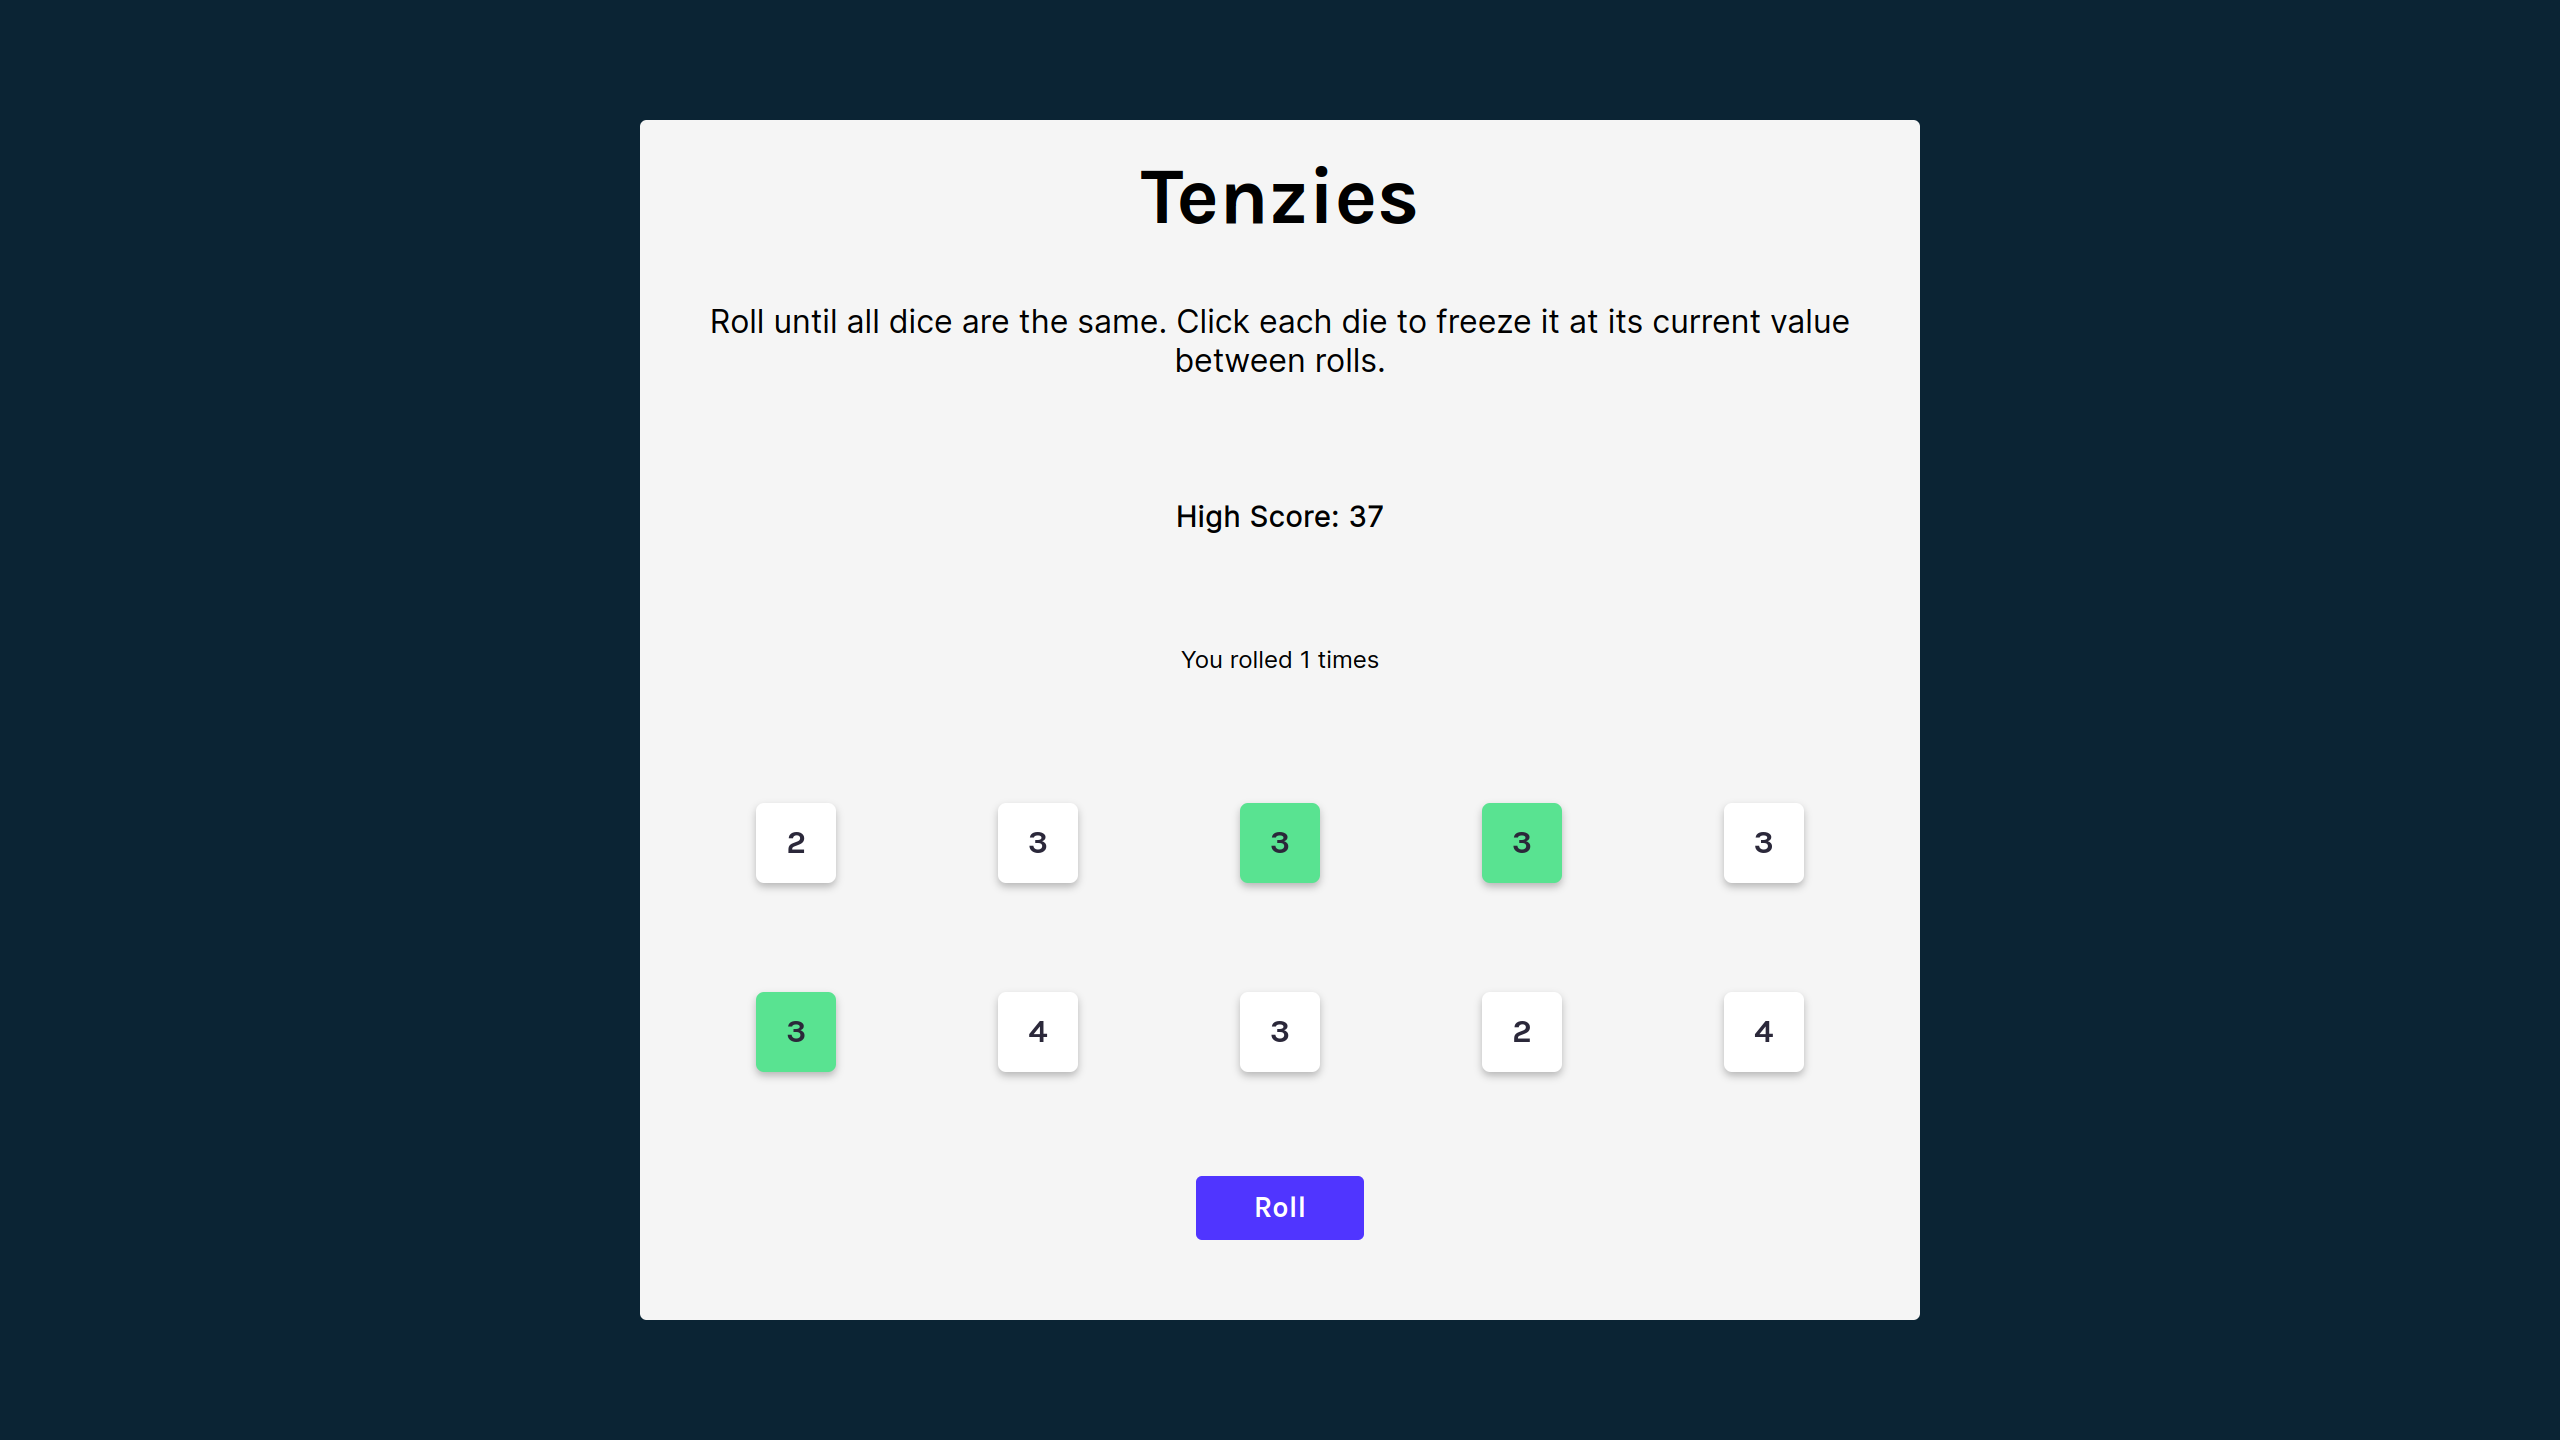 Tenzies
Roll until all dice are the same. Click each die to freeze it at its current value
between rolls.
High Score: 37
You rolled 1 times
2 3 3 3 3
3 4 3 2 4
Roll